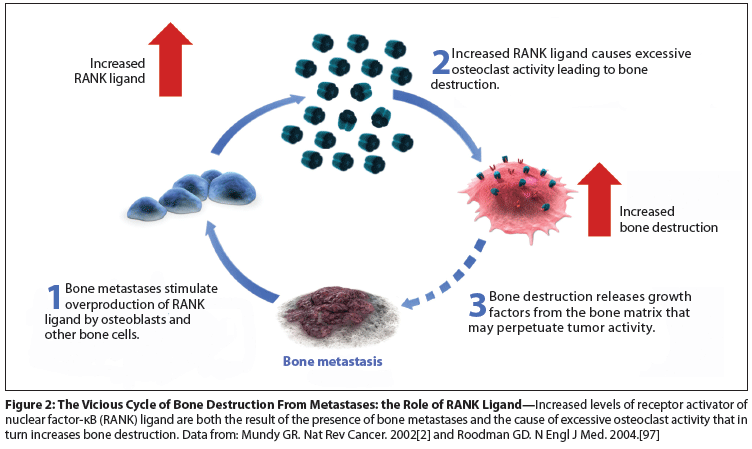 Increased
RANK ligand
2 Increased RANK ligand causes excessive
osteoclast activity leading to bone
destruction.
Increased
bone destruction
1 Bone metastases stimulate
overproduction of RANK
ligand by osteoblasts and
other bone cells.
3 Bone destruction releases growth
factors from the bone matrix that
may perpetuate tumor activity.
Bone metastasis
Figure 2: The Vicious Cycle of Bone Destruction From Metastases: the Role of RANK Ligand—Increased levels of receptor activator of
nuclear factor-κB (RANK) ligand are both the result of the presence of bone metastases and the cause of excessive osteoclast activity that in
turn increases bone destruction. Data from: Mundy GR. Nat Rev Cancer. 2002[2] and Roodman GD. N Engl J Med. 2004.[97]